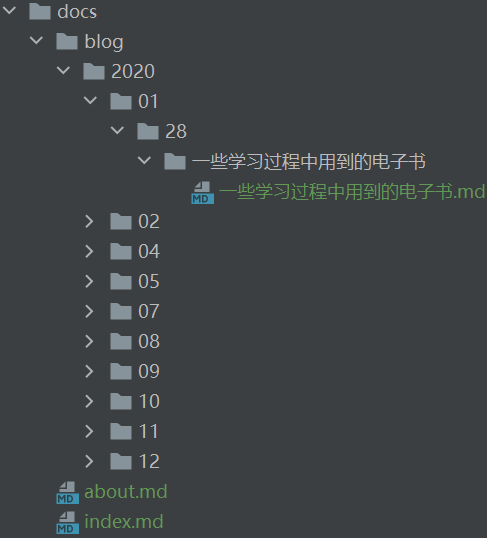 docs
blog
2020
01
28
一些学习过程中用到的电子书
MD 一些学习过程中用到的电子书.md
02
04
05
07
08
09
10
11
12
MD about.md
MD index.md